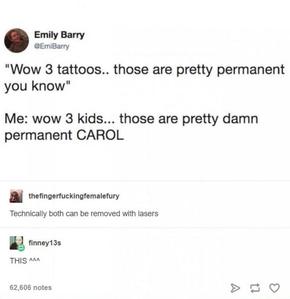 Emily Barry
@EmiBarry
"Wow 3 tattoos.. those are pretty permanent
you know"
Me: wow 3 kids... those are pretty damn
permanent CAROL
thefingerfuckingfemalefury
Technically both can be removed with lasers
finney13s
THIS ^^^
62,606 notes